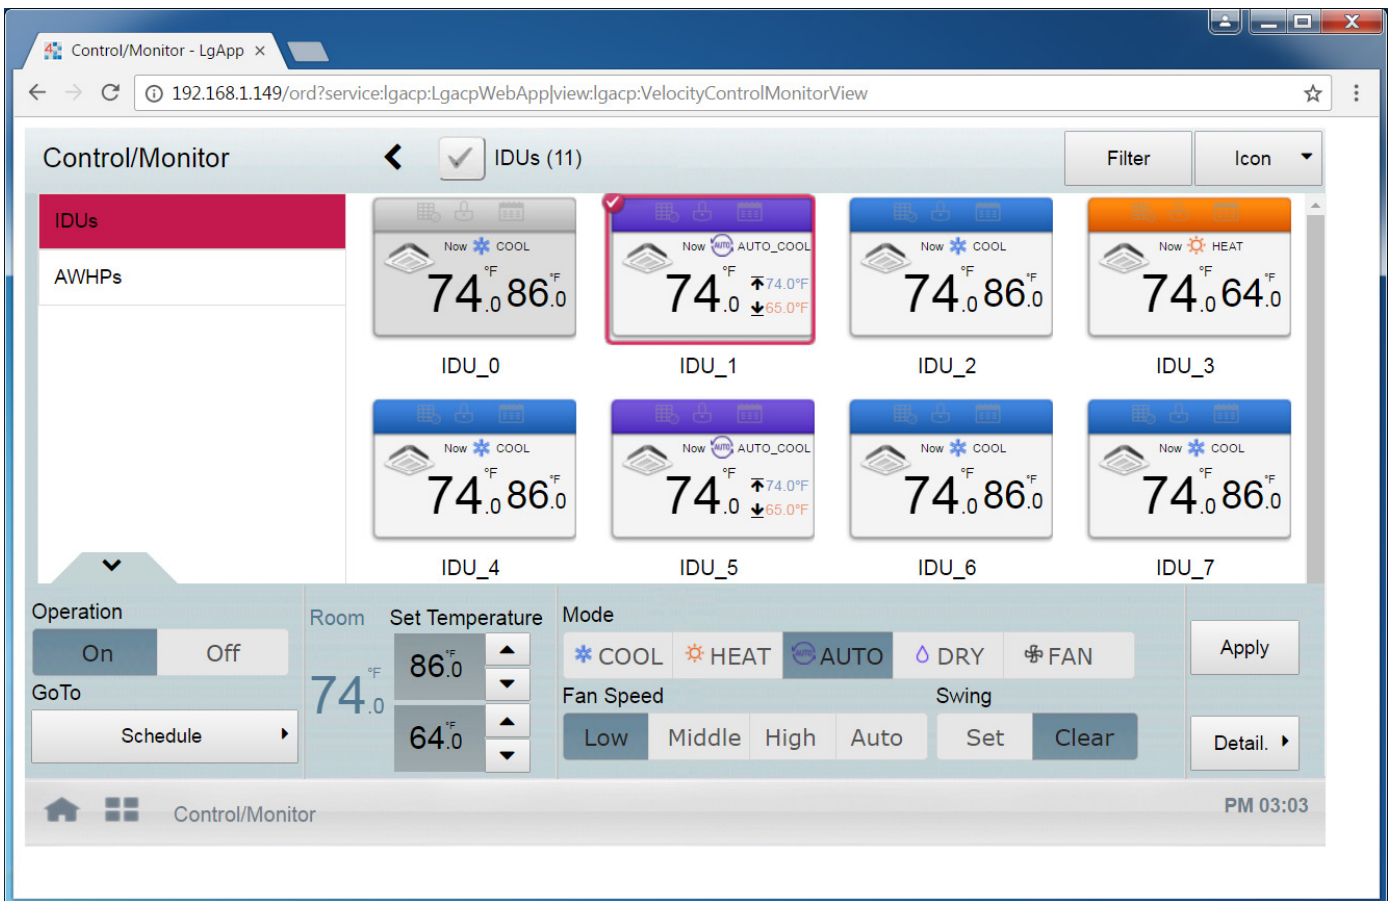 Control/Monitor - LgApp ×
192.168.1.149/ord?service:lgacp:LgacpWebApp|view:lgacp:VelocityControlMonitorView
Control/Monitor
IDUs (11)
Filter
Icon
IDUs
AWHPs
Now COOL
74.0°F 86.0°F
IDU_0
Now AUTO AUTO_COOL
74.0°F 74.0°F
65.0°F
IDU_1
Now COOL
74.0°F 86.0°F
IDU_2
Now HEAT
74.0°F 64.0°F
IDU_3
Now COOL
74.0°F 86.0°F
IDU_4
Now AUTO AUTO_COOL
74.0°F 74.0°F
65.0°F
IDU_5
Now COOL
74.0°F 86.0°F
IDU_6
Now COOL
74.0°F 86.0°F
IDU_7
Operation
On Off
GoTo
Schedule
Room
74.0°F
Set Temperature
86.0°F
64.0°F
Mode
COOL HEAT AUTO AUTO DRY FAN
Fan Speed
Low Middle High Auto
Swing
Set Clear
Apply
Detail.
Control/Monitor
PM 03:03